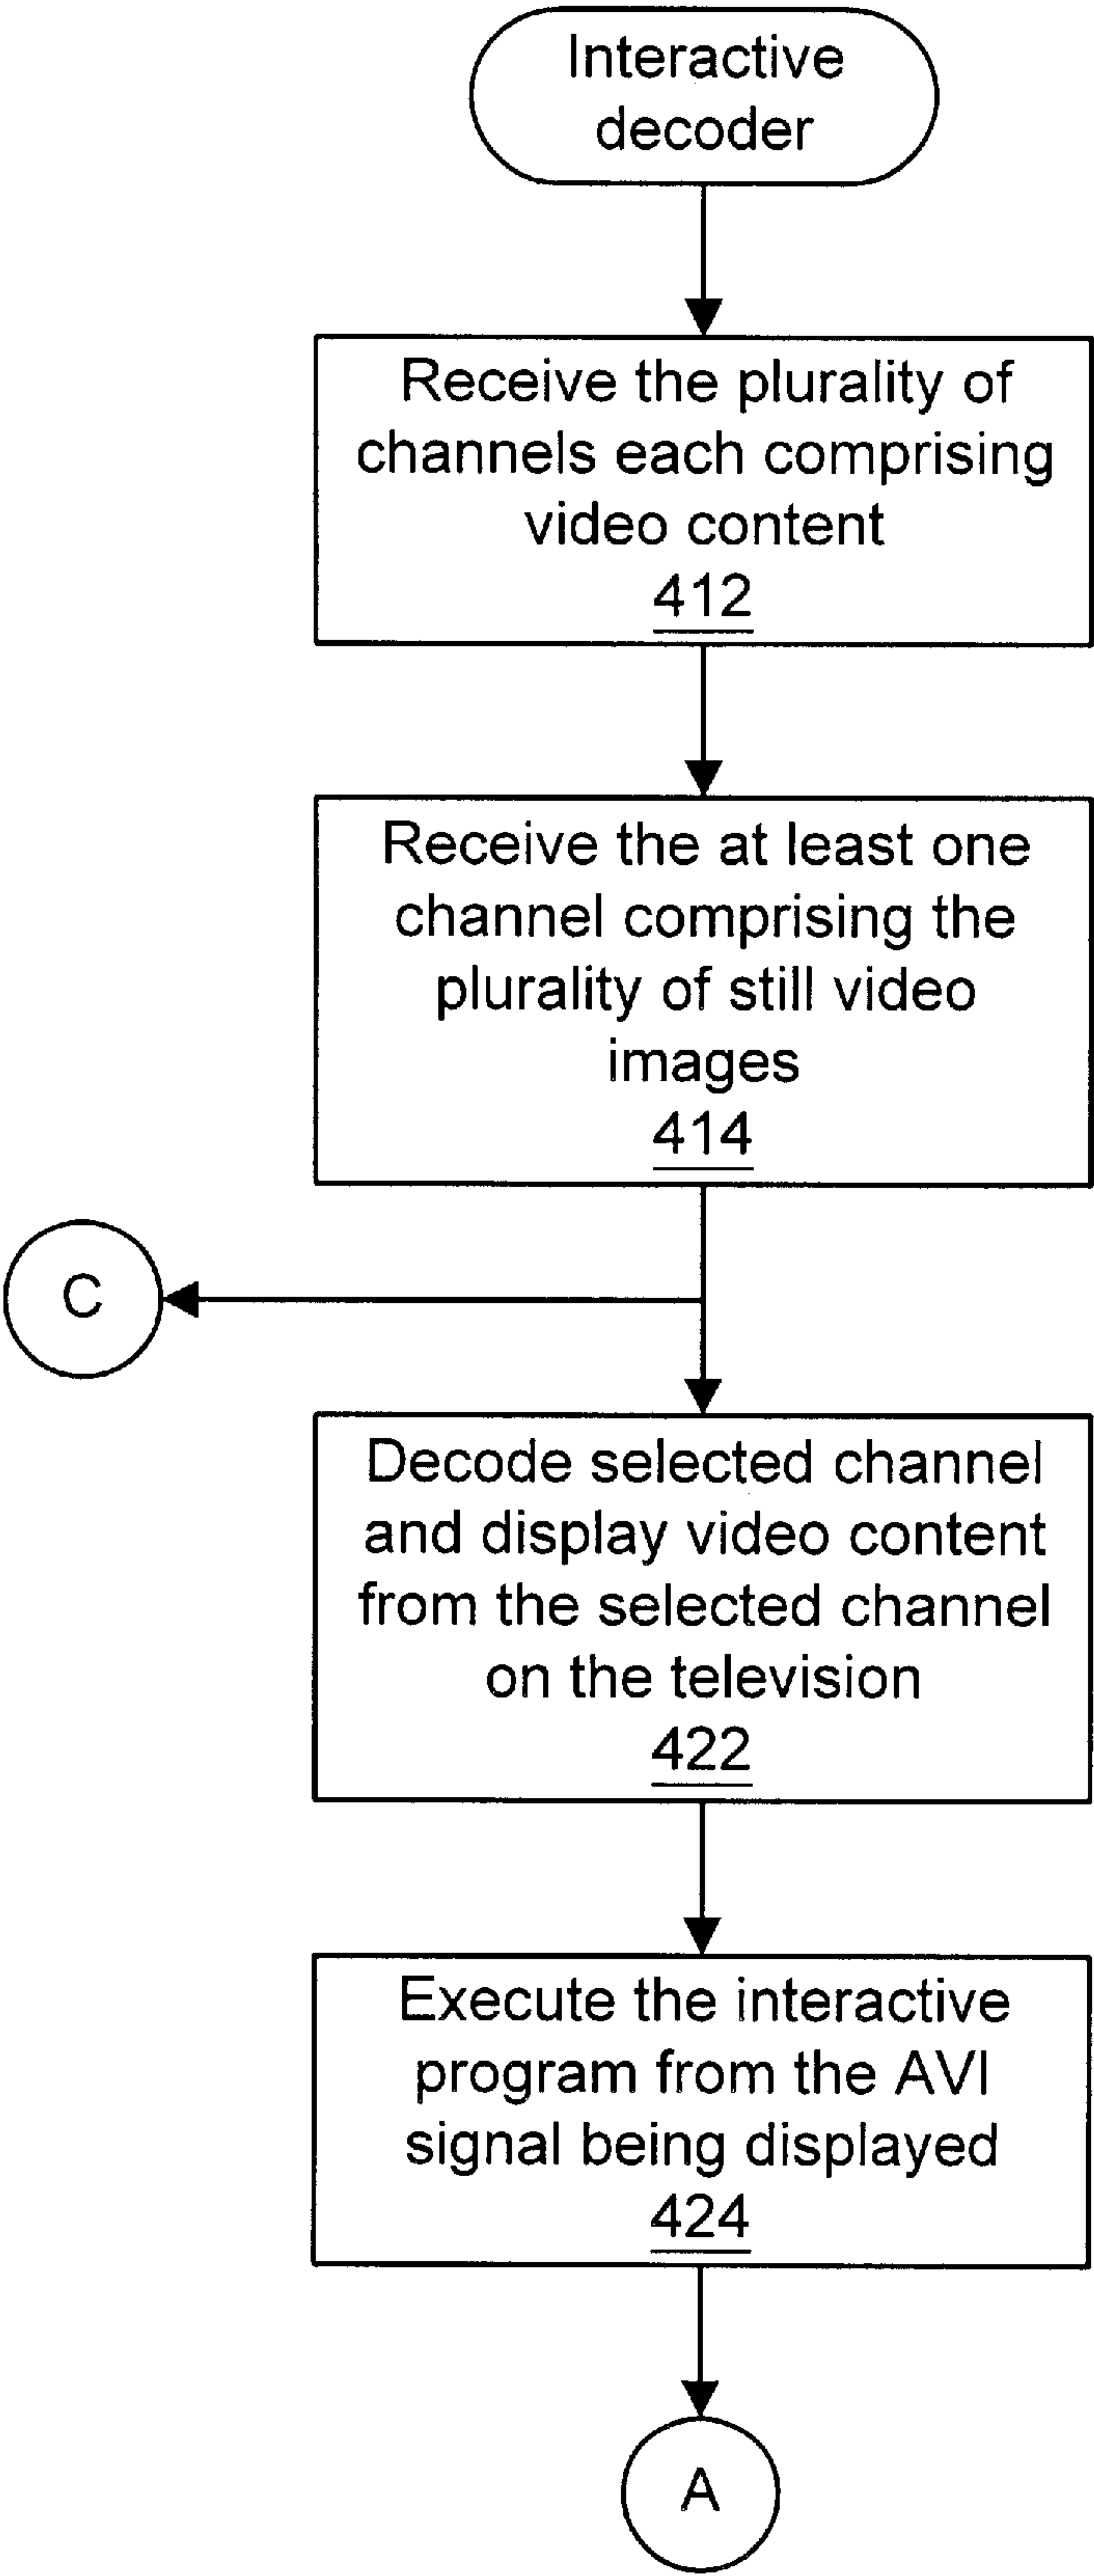 Interactive
decoder
Receive the plurality of
channels each comprising
video content
412
Receive the at least one
channel comprising the
plurality of still video
images
414
C
Decode selected channel
and display video content
from the selected channel
on the television
422
Execute the interactive
program from the AVI
signal being displayed
424
A